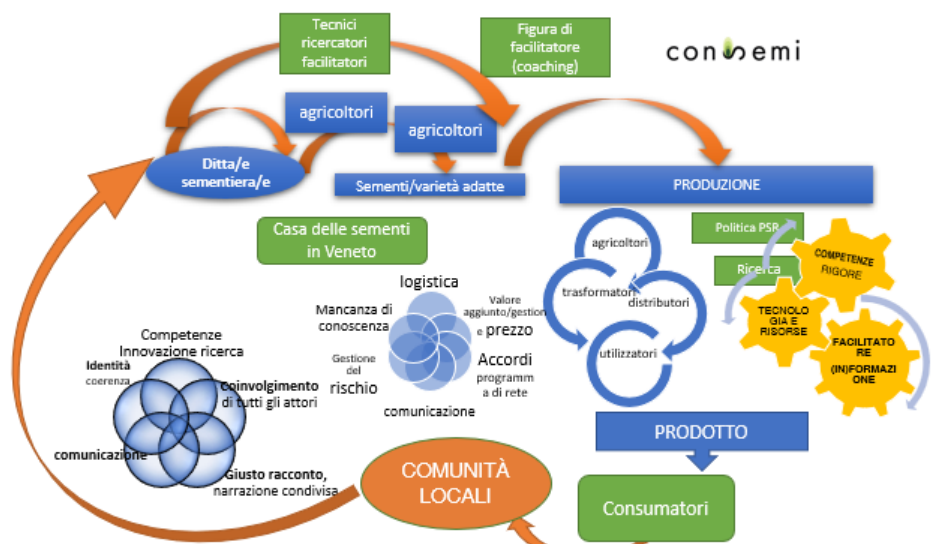 Tecnici
ricercatori
facilitatori
Figura di
facilitatore
(coaching)
consemi
agricoltori
agricoltori
Ditta/e
sementiera/e
Sementi/varietà adatte
PRODUZIONE
Casa delle sementi
in Veneto
Politica PSR
Ricerca
agricoltori
trasformatori
distributori
utilizzatori
COMPETENZE
RIGORE
TECNOLO
GIA E
RISORSE
FACILITATO
RE
(IN)FORMAZI
ONE
logistica
Mancanza di
conoscenza
Valore
aggiunto/gestion
e prezzo
Gestione
del
rischio
Accordi
programm
a di rete
comunicazione
Competenze
Innovazione ricerca
Identità
coerenza
Coinvolgimento
di tutti gli attori
comunicazione
Giusto racconto,
narrazione condivisa
PRODOTTO
COMUNITÀ
LOCALI
Consumatori